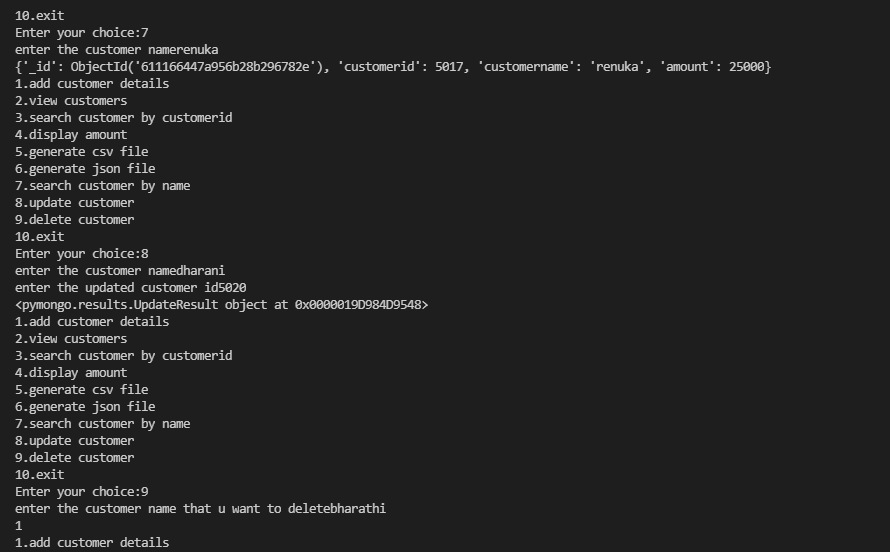 10.exit
Enter your choice:7
enter the customer namerenuka
{'_id': ObjectId('611166447a956b28b296782e'), 'customerid': 5017, 'customername': 'renuka', 'amount': 25000}
1.add customer details
2.view customers
3.search customer by customerid
4.display amount
5.generate csv file
6.generate json file
7.search customer by name
8.update customer
9.delete customer
10.exit
Enter your choice:8
enter the customer namedharani
enter the updated customer id5020
<pymongo.results.UpdateResult object at 0x0000019D984D9548>
1.add customer details
2.view customers
3.search customer by customerid
4.display amount
5.generate csv file
6.generate json file
7.search customer by name
8.update customer
9.delete customer
10.exit
Enter your choice:9
enter the customer name that u want to deletebharathi
1
1.add customer details